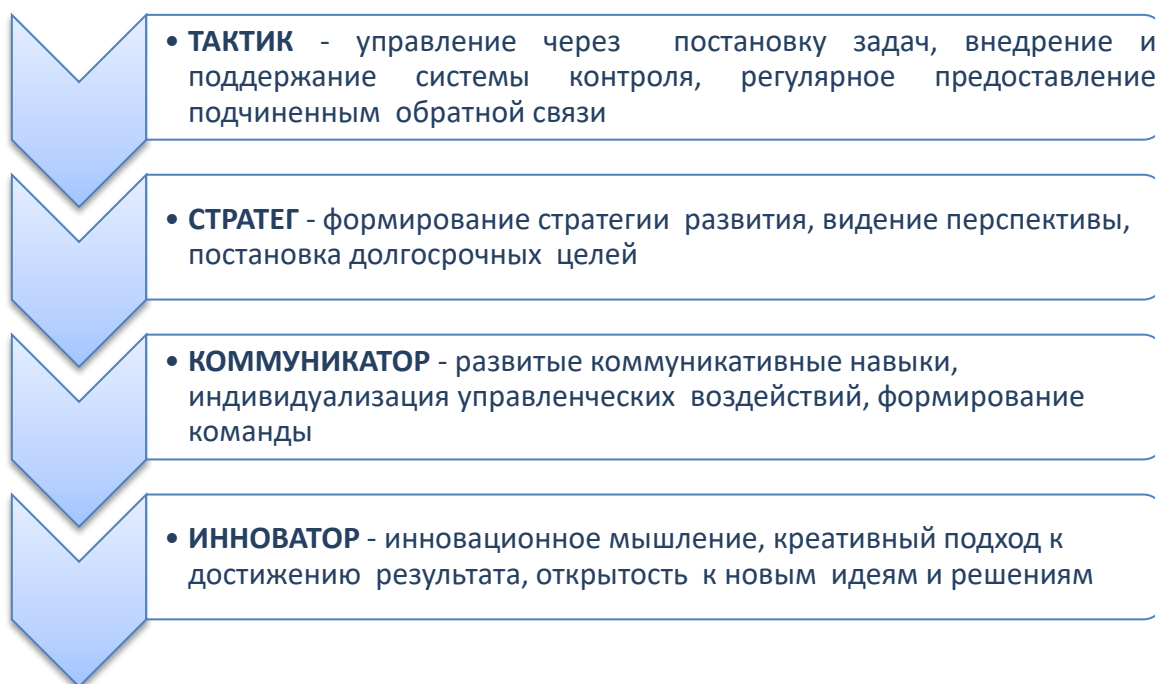 • ТАКТИК - управление через постановку задач, внедрение и
поддержание системы контроля, регулярное предоставление
подчиненным обратной связи
• СТРАТЕГ - формирование стратегии развития, видение перспективы,
постановка долгосрочных целей
• КОММУНИКАТОР - развитые коммуникативные навыки,
индивидуализация управленческих воздействий, формирование
команды
• ИННОВАТОР - инновационное мышление, креативный подход к
достижению результата, открытость к новым идеям и решениям